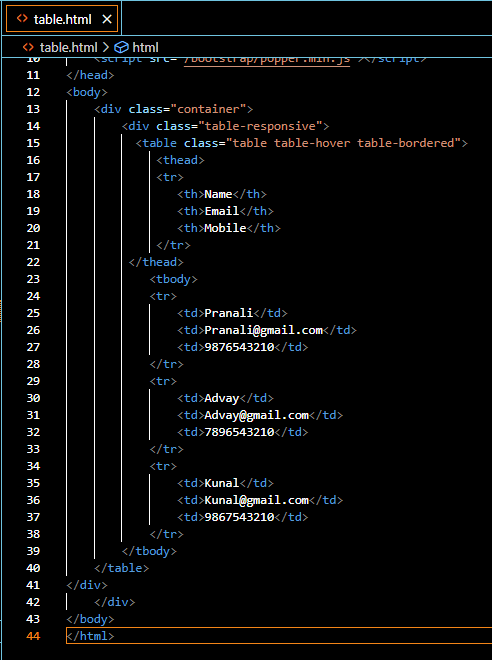 <> table.html ×
<> table.html > html
10 <script src="/bootstrap/popper.min.js"></script>
11 </head>
12 <body>
13 <div class="container">
14 <div class="table-responsive">
15 <table class="table table-hover table-bordered">
16 <thead>
17 <tr>
18 <th>Name</th>
19 <th>Email</th>
20 <th>Mobile</th>
21 </tr>
22 </thead>
23 <tbody>
24 <tr>
25 <td>Pranali</td>
26 <td>Pranali@gmail.com</td>
27 <td>9876543210</td>
28 </tr>
29 <tr>
30 <td>Advay</td>
31 <td>Advay@gmail.com</td>
32 <td>7896543210</td>
33 </tr>
34 <tr>
35 <td>Kunal</td>
36 <td>Kunal@gmail.com</td>
37 <td>9867543210</td>
38 </tr>
39 </tbody>
40 </table>
41 </div>
42 </div>
43 </body>
44 </html>